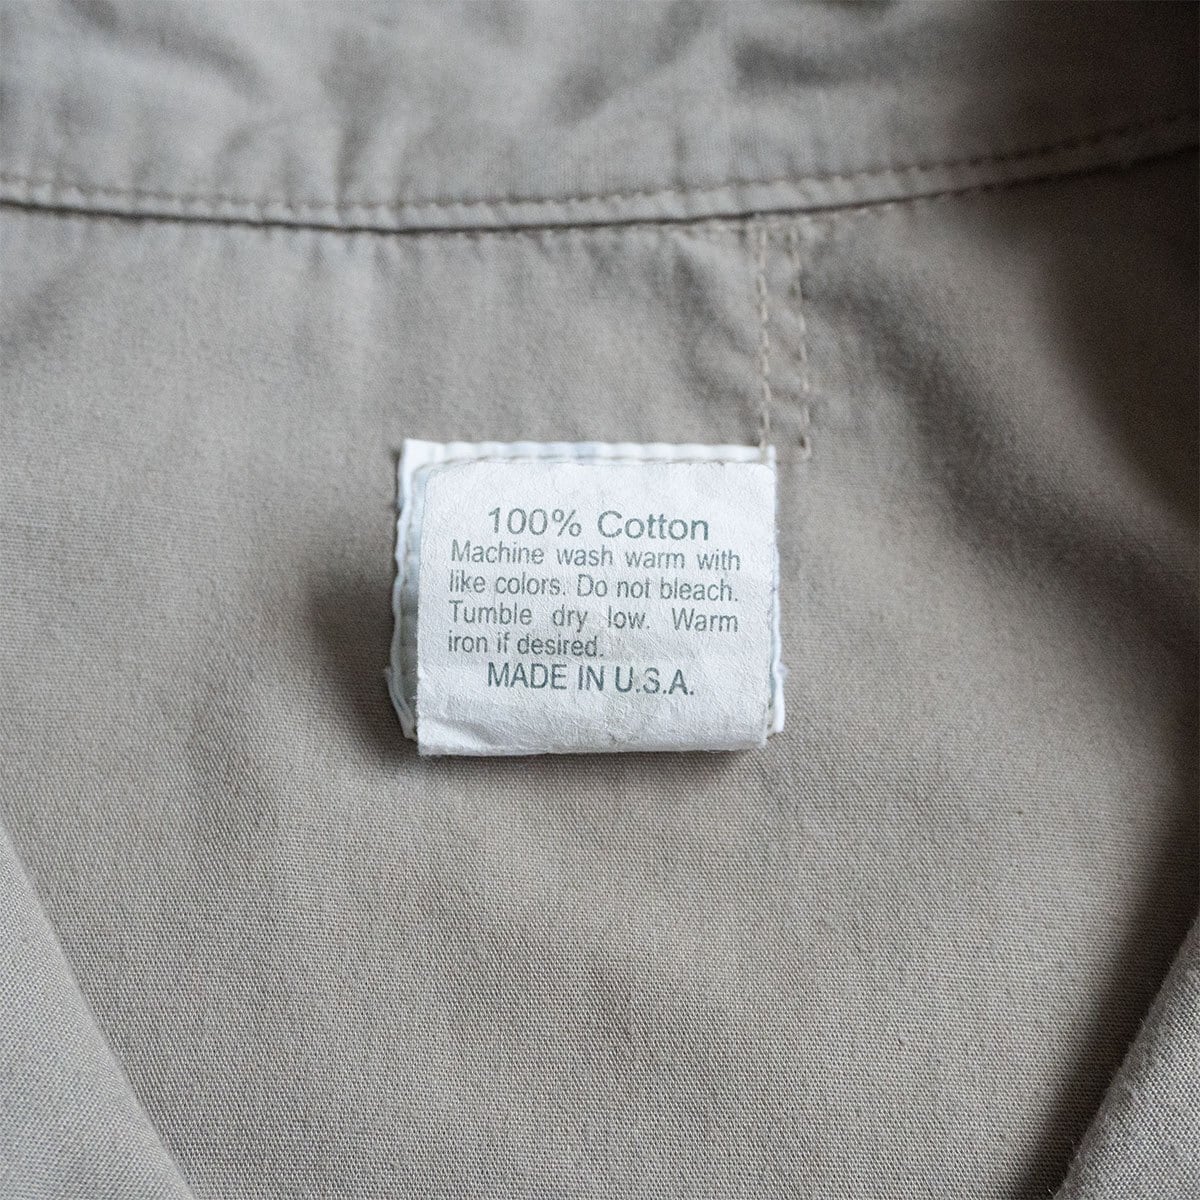 100% Cotton
Machine wash warm with
like colors. Do not bleach.
Tumble dry low. Warm
iron if desired.
MADE IN U.S.A.